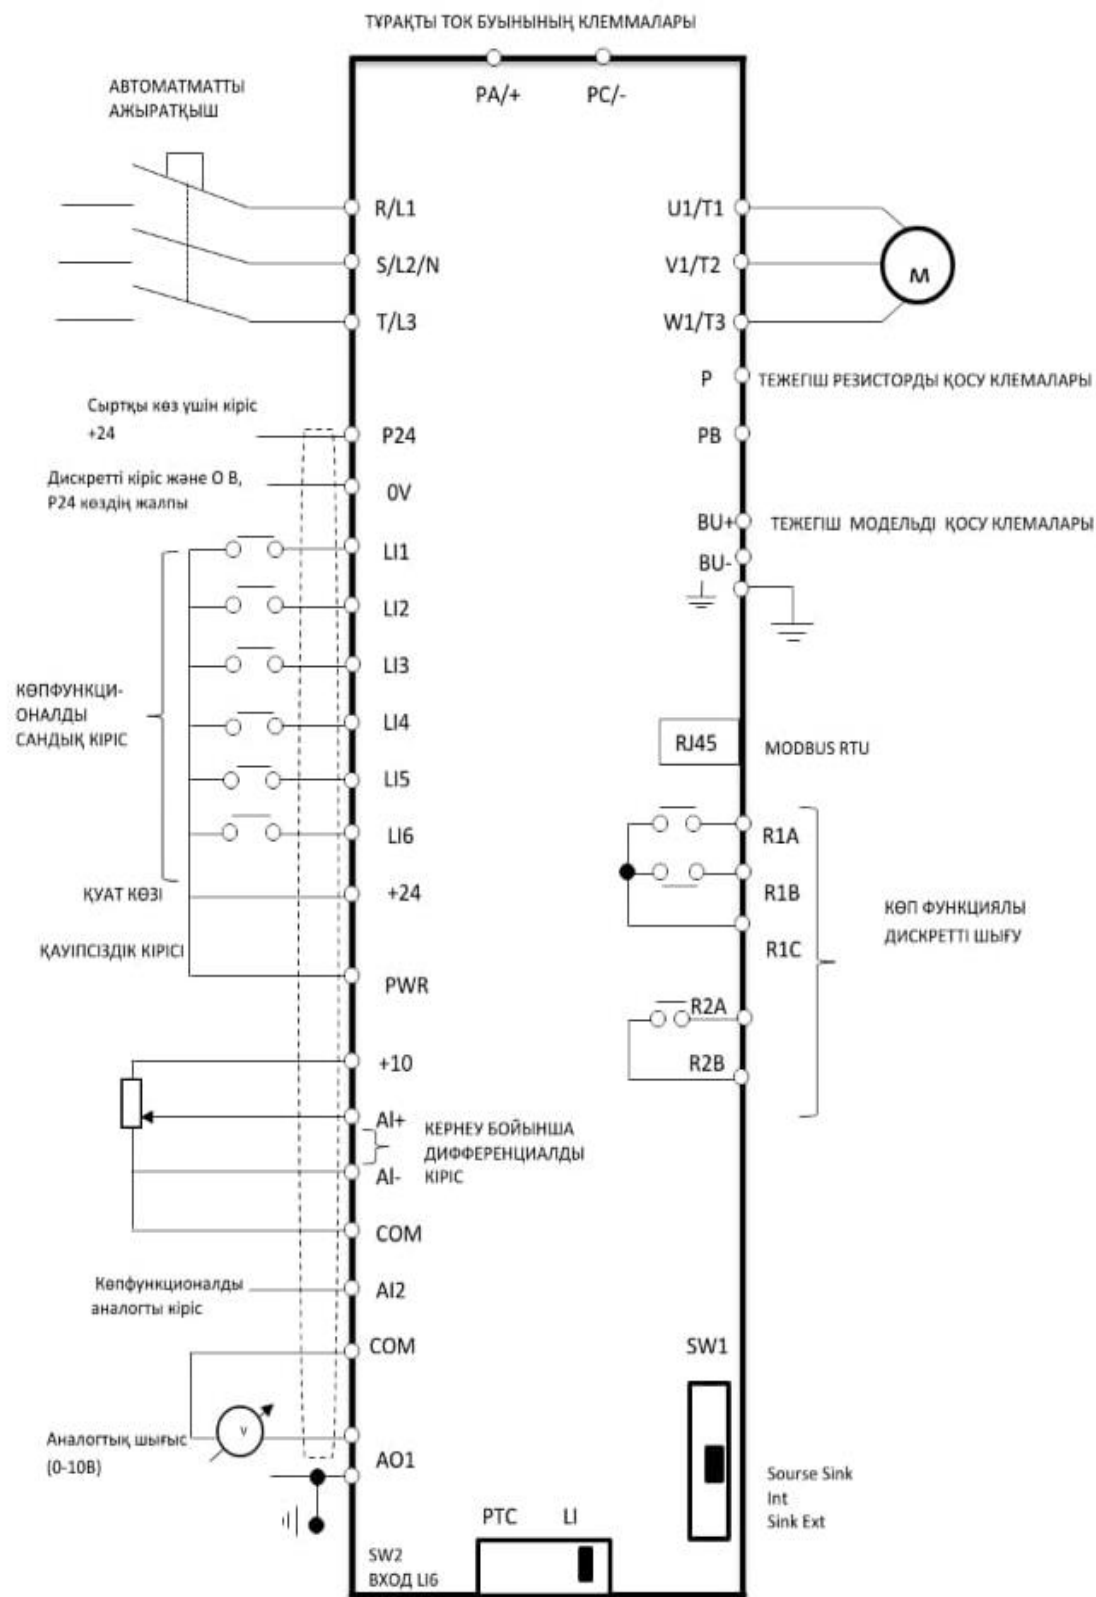 ТҰРАҚТЫ ТОК БУЫНЫНЫҢ КЛЕММАЛАРЫ
PA/+ PC/-
АВТОМАТМАТТЫ
АЖЫРАТҚЫШ
R/L1
S/L2/N
T/L3
U1/T1
V1/T2
W1/T3
M
P ТЕЖЕГІШ РЕЗИСТОРДЫ ҚОСУ КЛЕМАЛАРЫ
PB
BU+ ТЕЖЕГІШ МОДЕЛЬДІ ҚОСУ КЛЕМАЛАРЫ
BU-
Сыртқы көз үшін кіріс
+24
P24
Дискретті кіріс және О В,
Р24 көздің жалпы
0V
LI1
LI2
LI3
LI4
LI5
LI6
КӨПФУНКЦИ-
ОНАЛДЫ
САНДЫҚ КІРІС
ҚУАТ КӨЗІ
+24
ҚАУІПСІЗДІК КІРІСІ
PWR
RJ45 MODBUS RTU
R1A
R1B
R1C
R2A
R2B
КӨП ФУНКЦИЯЛЫ
ДИСКРЕТТІ ШЫҒУ
+10
AI+
AI-
КЕРНЕУ БОЙЫНША
ДИФФЕРЕНЦИАЛДЫ
КІРІС
COM
Көпфункционалды
аналогты кіріс
AI2
COM
V
Аналогтық шығыс
(0-10В)
AO1
SW1
Sourse Sink
Int
Sink Ext
PTC LI
SW2
ВХОД LI6